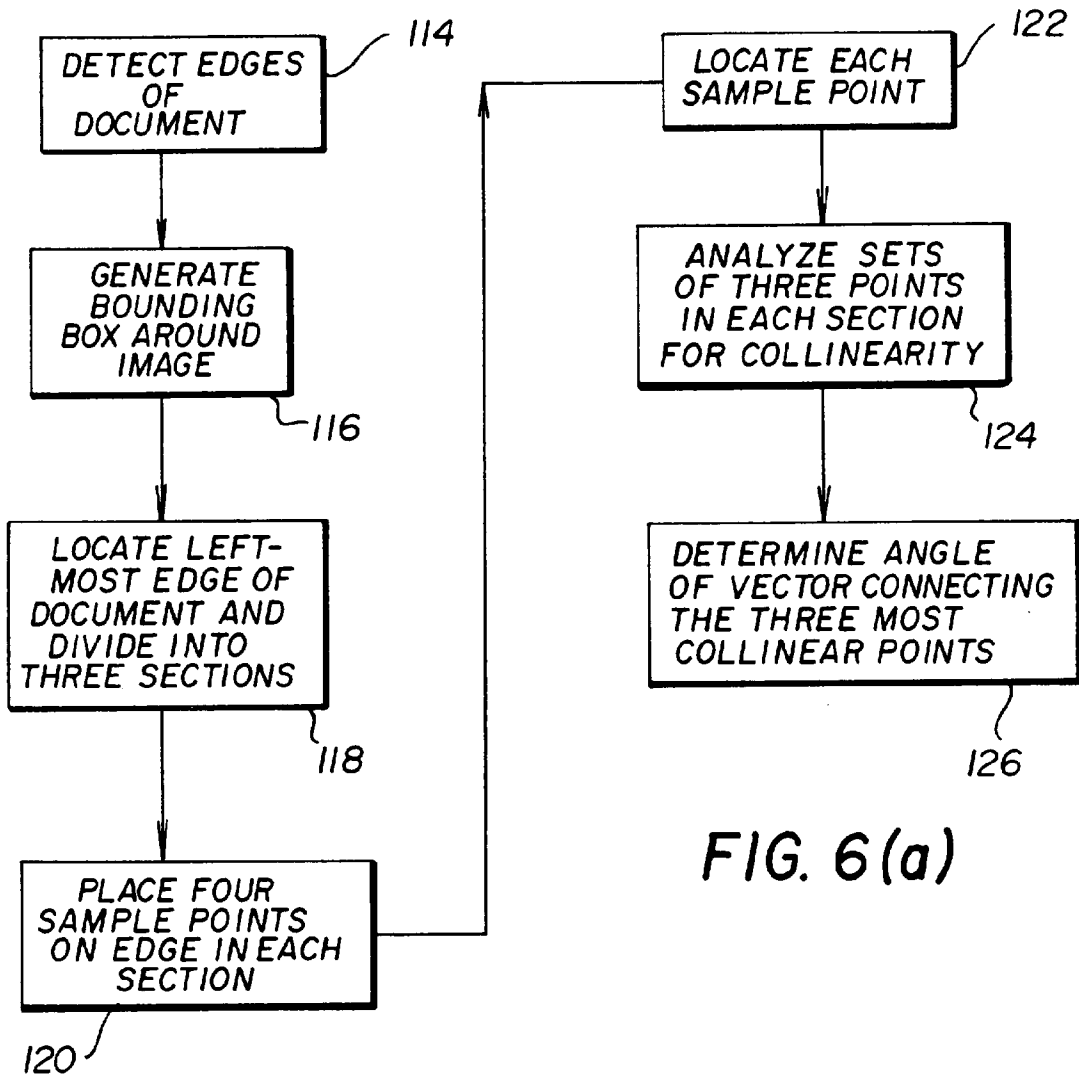 114
DETECT EDGES
OF
DOCUMENT
GENERATE
BOUNDING
BOX AROUND
IMAGE
116
LOCATE LEFT-
MOST EDGE OF
DOCUMENT AND
DIVIDE INTO
THREE SECTIONS
118
PLACE FOUR
SAMPLE POINTS
ON EDGE IN EACH
SECTION
120
122
LOCATE EACH
SAMPLE POINT
ANALYZE SETS
OF THREE POINTS
IN EACH SECTION
FOR COLLINEARITY
124
DETERMINE ANGLE
OF VECTOR CONNECTING
THE THREE MOST
COLLINEAR POINTS
126
FIG. 6(a)